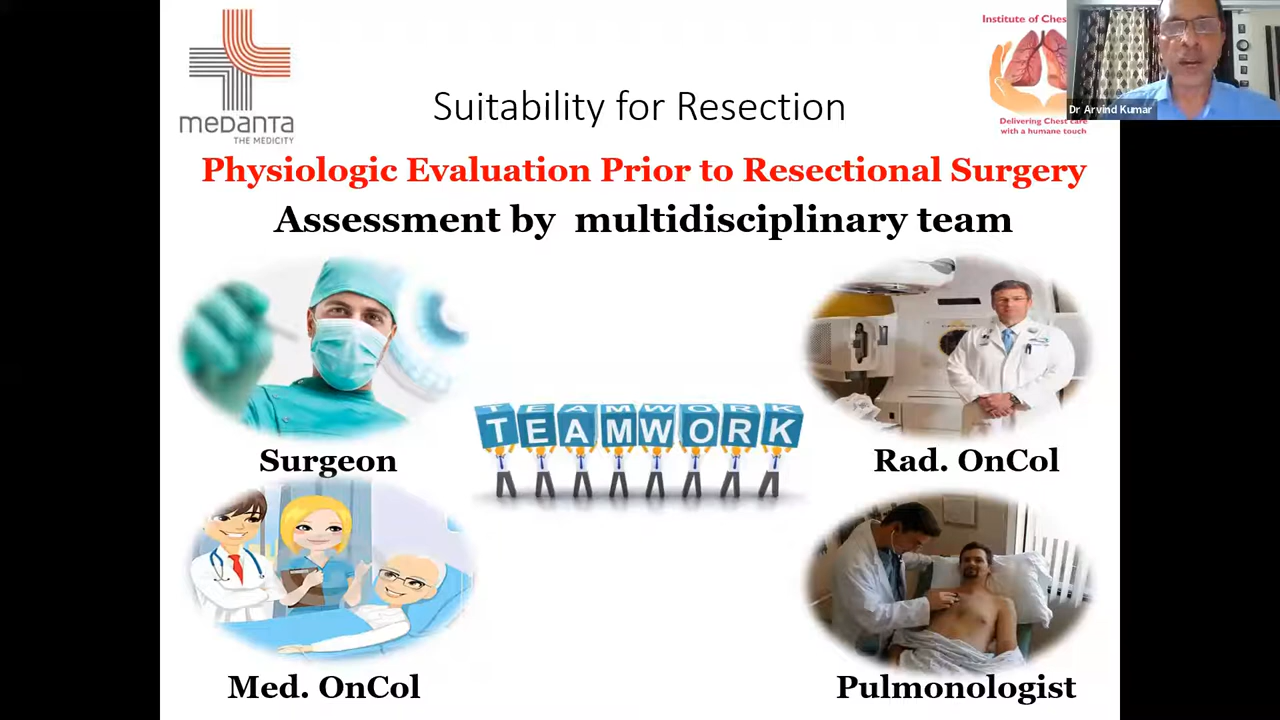 medanta
THE MEDICITY
Institute of Ches
Dr Arvind Kumar
Delivering Chest care
with a humane touch
Suitability for Resection
Physiologic Evaluation Prior to Resectional Surgery
Assessment by multidisciplinary team
TEAMWORK
TEAMWORK
Surgeon
Rad. OnCol
Med. OnCol
Pulmonologist